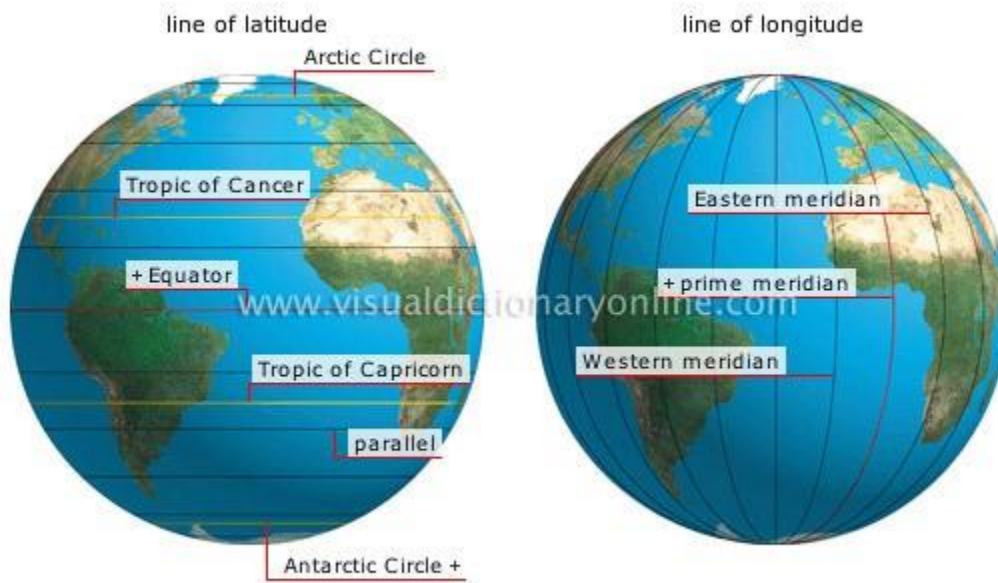 line of latitude
Arctic Circle
Tropic of Cancer
+ Equator
Tropic of Capricorn
parallel
Antarctic Circle +
line of longitude
Eastern meridian
+ prime meridian
Western meridian
www.visualdictionaryonline.com